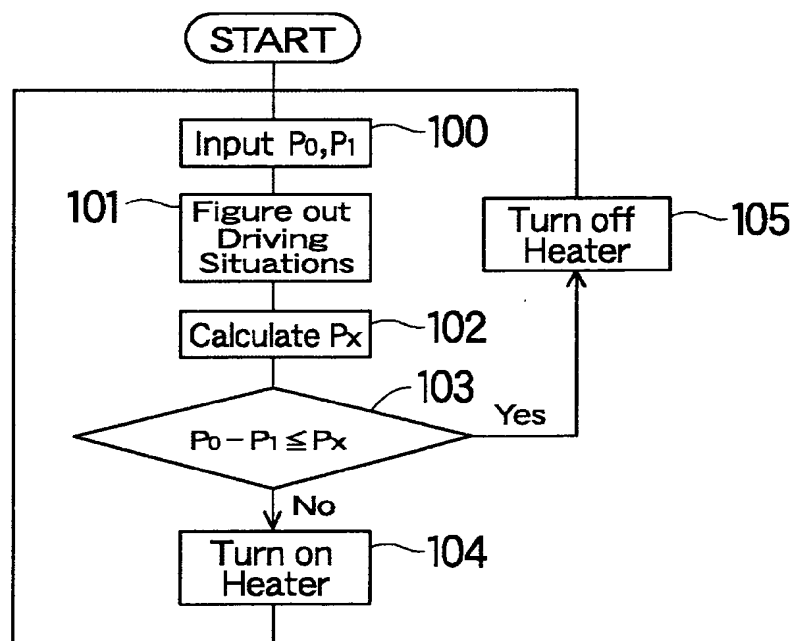 START
Input P₀,P₁
100
101
Figure out
Driving
Situations
Turn off
Heater
105
Calculate Pₓ
102
103
P₀−P₁≦Pₓ
Yes
No
Turn on
Heater
104